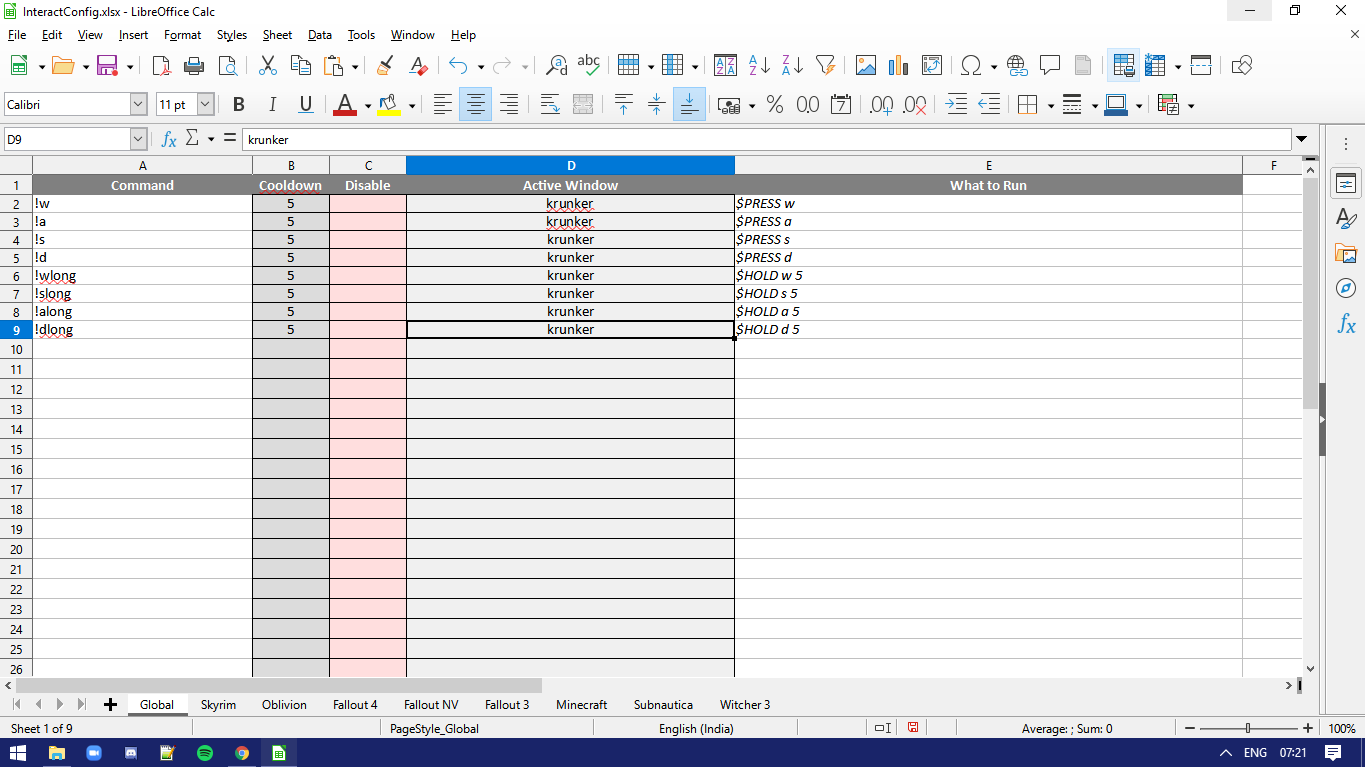 InteractConfig.xlsx - LibreOffice Calc
File Edit View Insert Format Styles Sheet Data Tools Window Help
Calibri 11 pt
D9 krunker
A B C D E F
1 Command Cooldown Disable Active Window What to Run
2 !w 5 krunker $PRESS w
3 !a 5 krunker $PRESS a
4 !s 5 krunker $PRESS s
5 !d 5 krunker $PRESS d
6 !wlong 5 krunker $HOLD w 5
7 !slong 5 krunker $HOLD s 5
8 !along 5 krunker $HOLD a 5
9 !dlong 5 krunker $HOLD d 5
10
11
12
13
14
15
16
17
18
19
20
21
22
23
24
25
26
Global Skyrim Oblivion Fallout 4 Fallout NV Fallout 3 Minecraft Subnautica Witcher 3
Sheet 1 of 9 PageStyle_Global English (India) Average: ; Sum: 0 100%
ENG 07:21